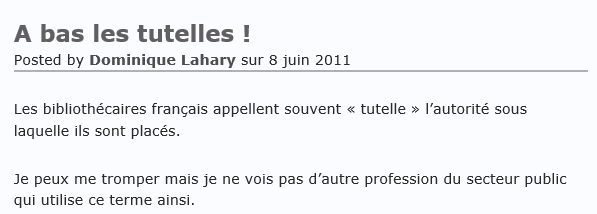 A bas les tutelles !
Posted by Dominique Lahary sur 8 juin 2011
Les bibliothécaires français appellent souvent « tutelle » l’autorité sous
laquelle ils sont placés.
Je peux me tromper mais je ne vois pas d’autre profession du secteur public
qui utilise ce terme ainsi.